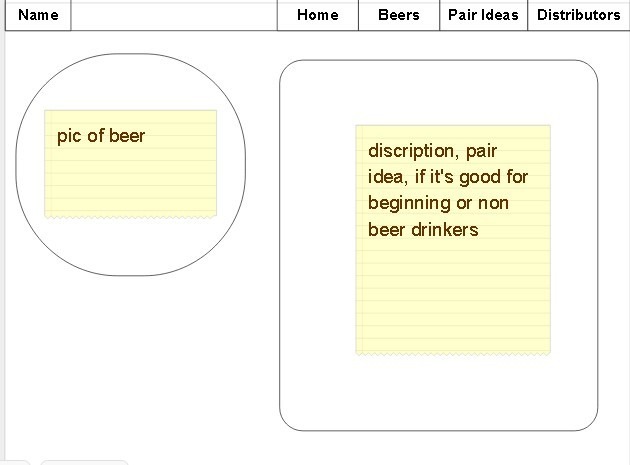 Name Home Beers Pair Ideas Distributors
pic of beer
discription, pair
idea, if it's good for
beginning or non
beer drinkers